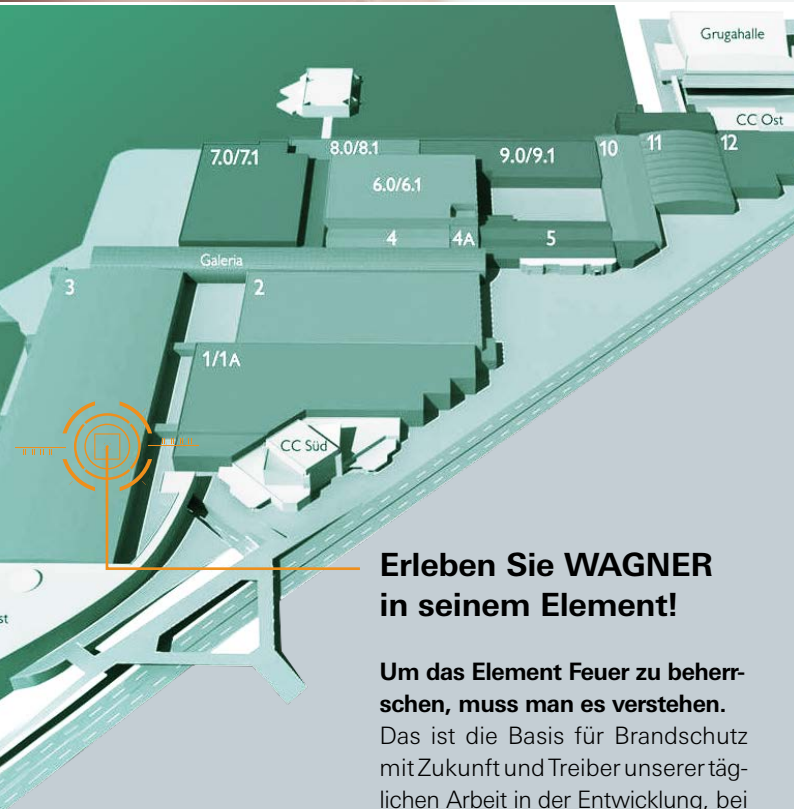 Grugahalle
CC Ost
7.0/7.1
8.0/8.1
9.0/9.1
10
11
12
6.0/6.1
4
4A
5
Galeria
3
2
1/1A
CC Süd
st
Erleben Sie WAGNER
in seinem Element!
Um das Element Feuer zu beherr-
schen, muss man es verstehen.
Das ist die Basis für Brandschutz
mit Zukunft und Treiber unserer täg-
lichen Arbeit in der Entwicklung, bei